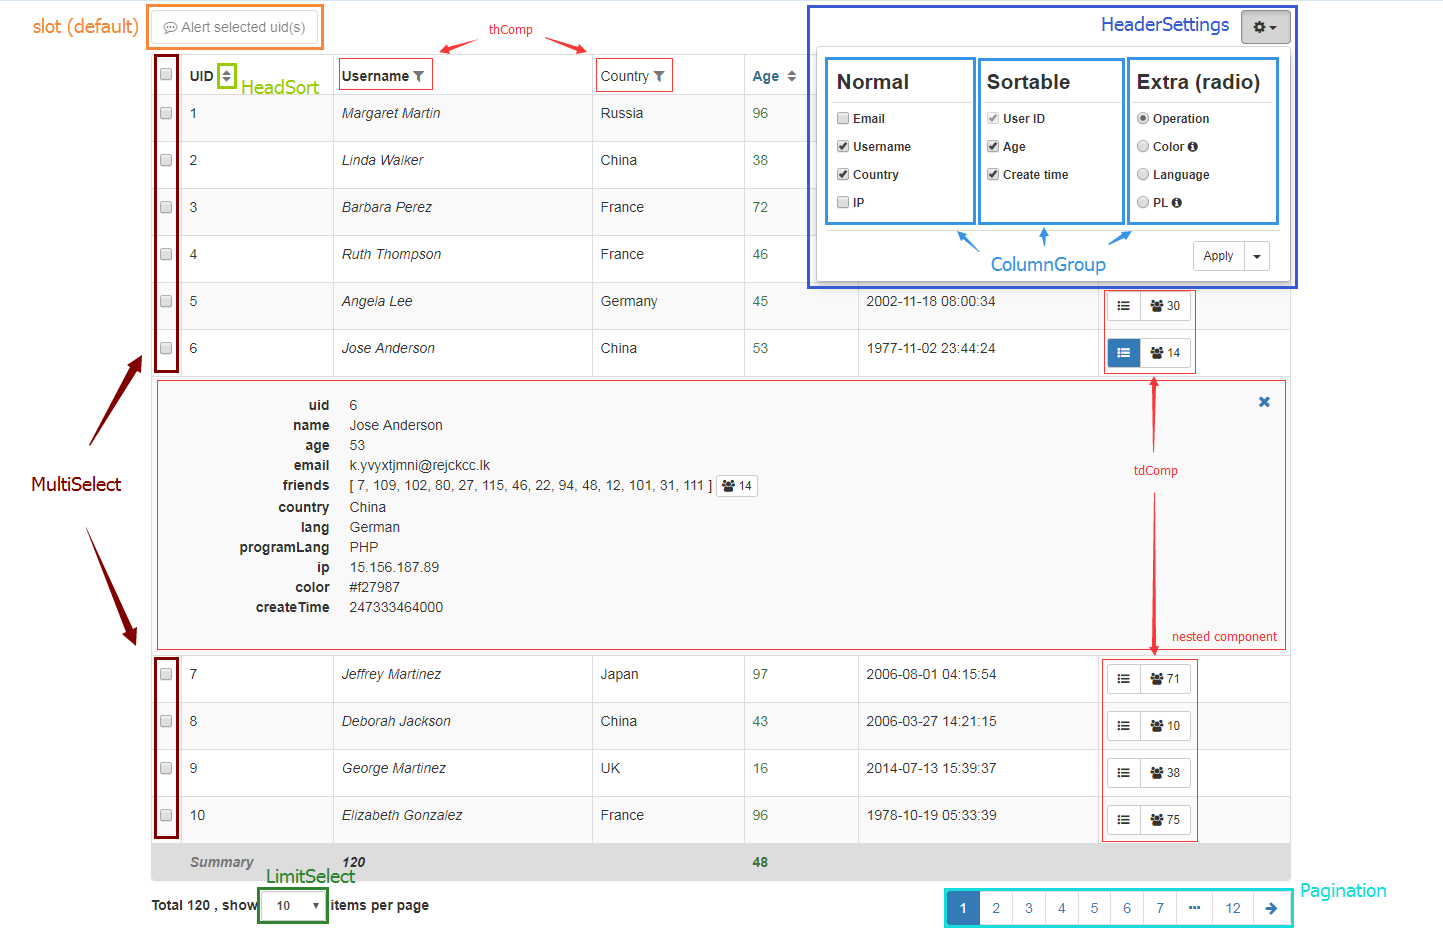 slot (default)
Alert selected uid(s)
thComp
HeaderSettings
UID
HeadSort
Username
Country
Age
Normal
Sortable
Extra (radio)
Email
User ID
Operation
Username
Age
Color
Country
Create time
Language
IP
PL
ColumnGroup
Apply
1 Margaret Martin Russia 96
2 Linda Walker China 38
3 Barbara Perez France 72
4 Ruth Thompson France 46
5 Angela Lee Germany 45 2002-11-18 08:00:34 30
6 Jose Anderson China 53 1977-11-02 23:44:24 14
MultiSelect
uid 6
name Jose Anderson
age 53
email k.yvyxtjmni@rejckcc.lk
friends [ 7, 109, 102, 80, 27, 115, 46, 22, 94, 48, 12, 101, 31, 111 ] 14
country China
lang German
programLang PHP
ip 15.156.187.89
color #f27987
createTime 247333464000
tdComp
nested component
7 Jeffrey Martinez Japan 97 2006-08-01 04:15:54 71
8 Deborah Jackson China 43 2006-03-27 14:21:15 10
9 George Martinez UK 16 2014-07-13 15:39:37 38
10 Elizabeth Gonzalez France 96 1978-10-19 05:33:39 75
Summary 120 48
LimitSelect
Total 120 , show 10 items per page
1 2 3 4 5 6 7 ••• 12
Pagination